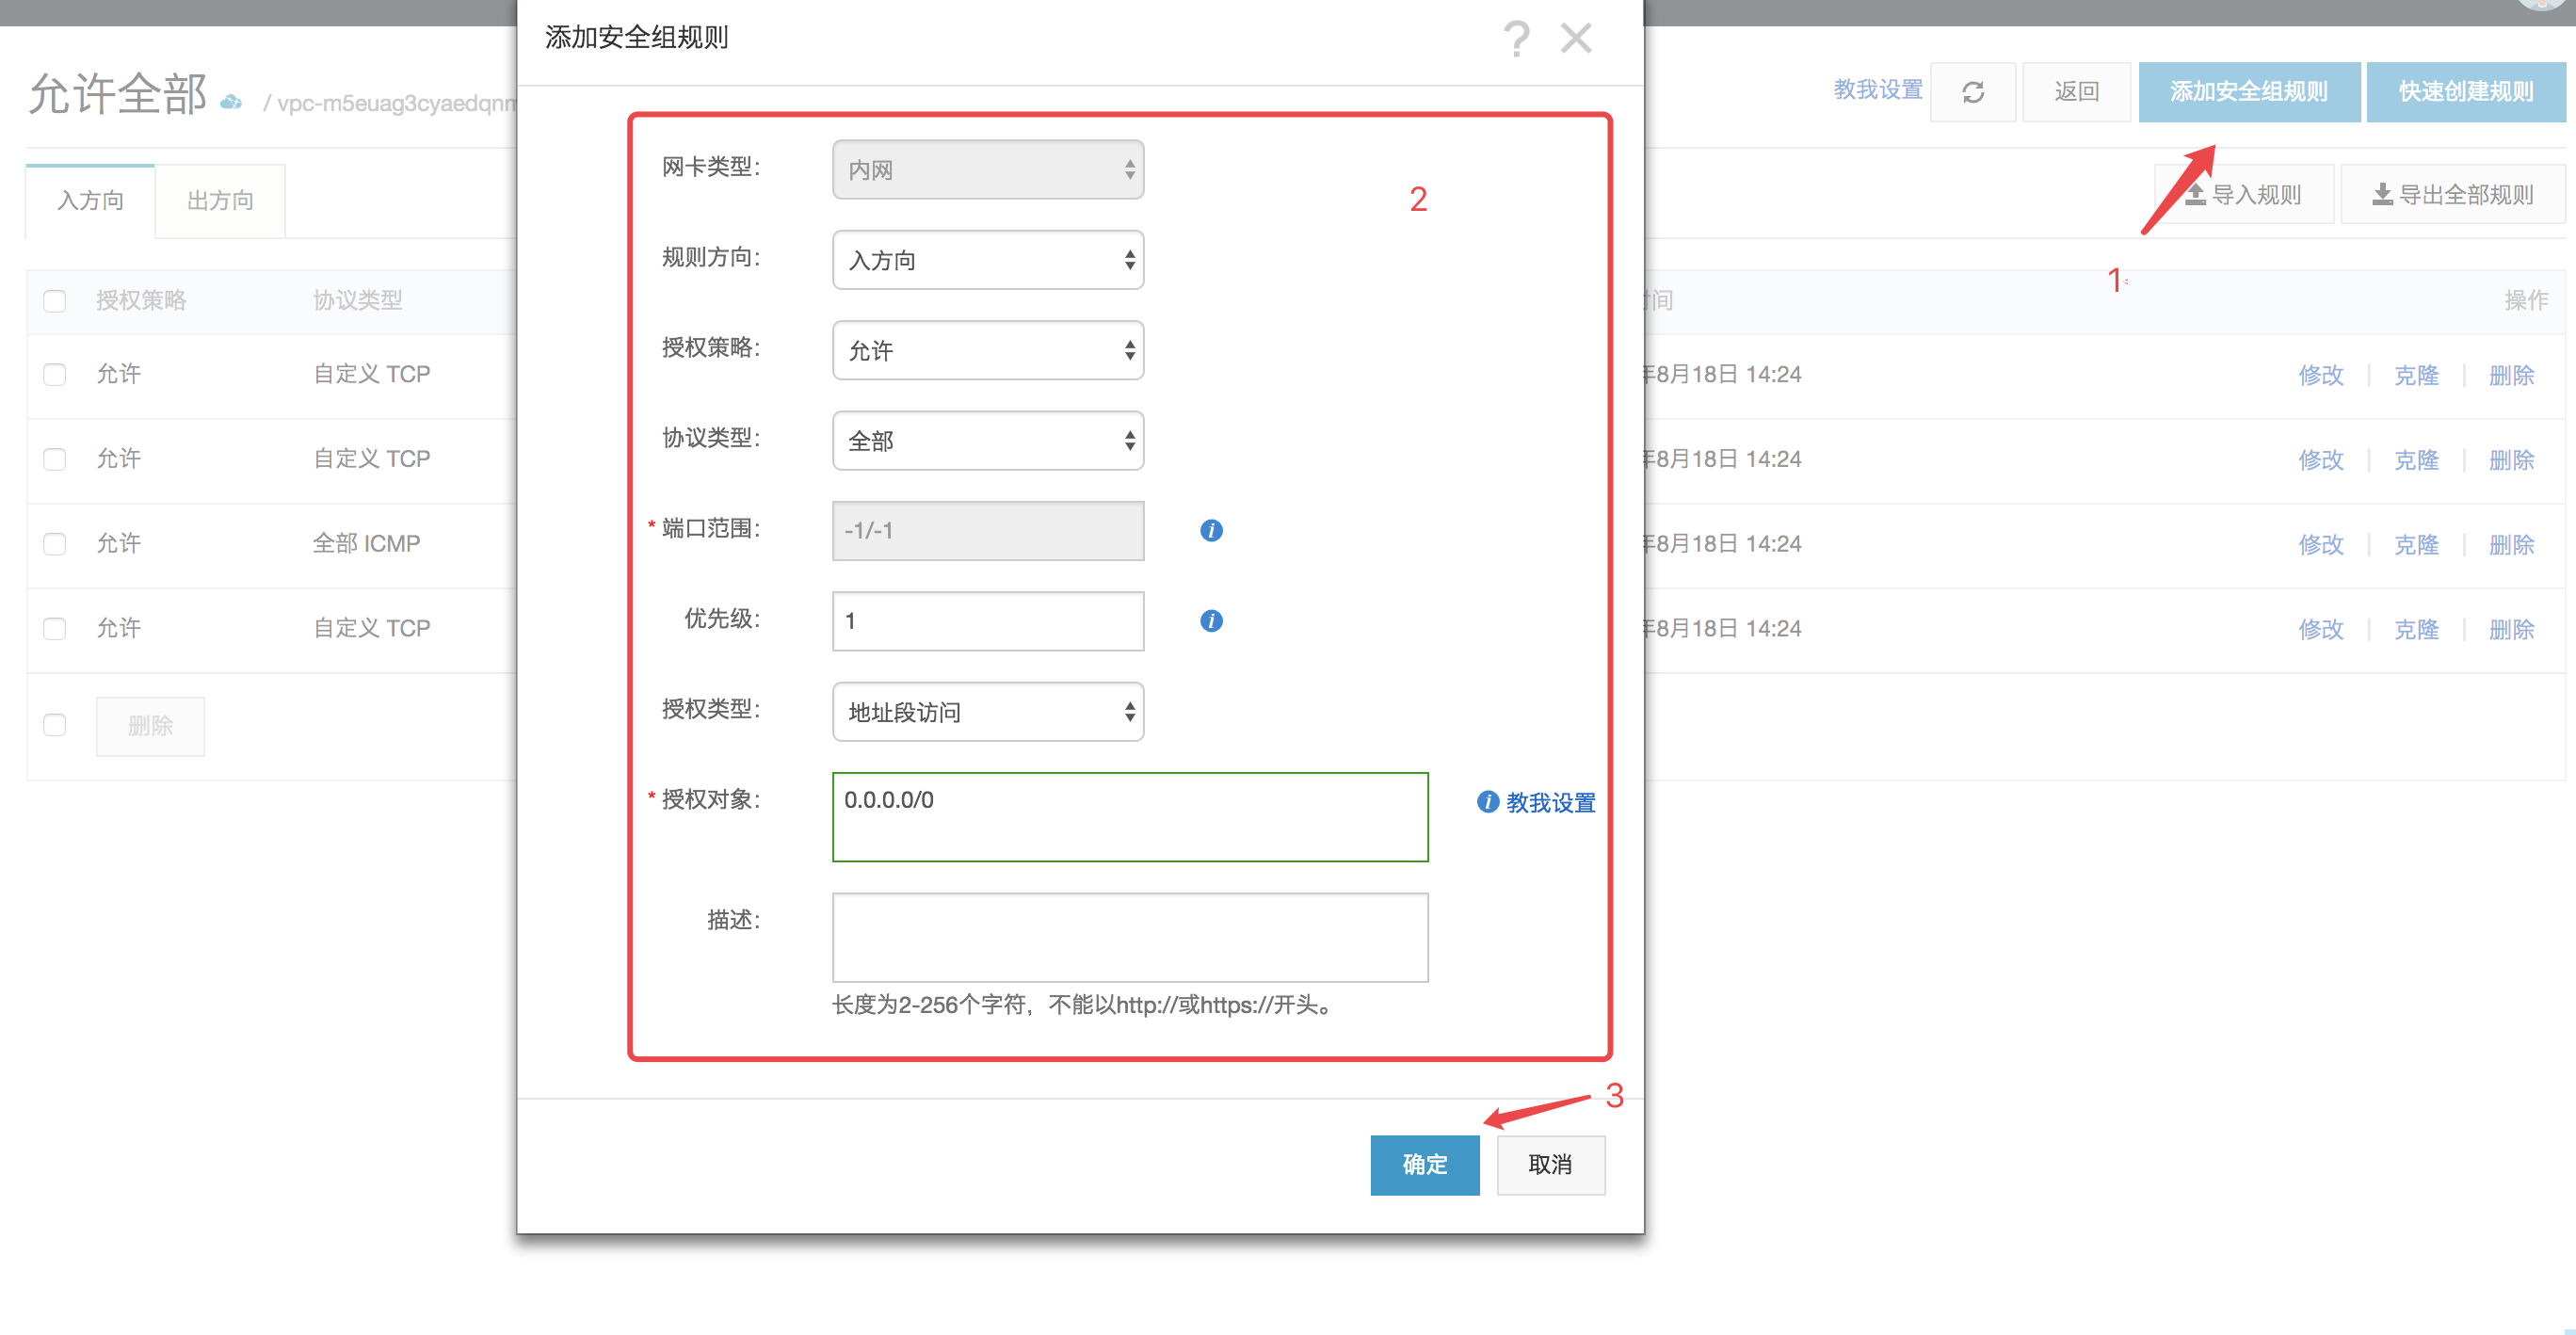 添加安全组规则
允许全部 / vpc-m5euag3cyaedqnm
教我设置 返回 添加安全组规则 快速创建规则
入方向 出方向
导入规则 导出全部规则
1
2
授权策略 协议类型 间 操作
允许 自定义 TCP 年8月18日 14:24 修改 克隆 删除
允许 自定义 TCP 年8月18日 14:24 修改 克隆 删除
允许 全部 ICMP 年8月18日 14:24 修改 克隆 删除
允许 自定义 TCP 年8月18日 14:24 修改 克隆 删除
删除
网卡类型: 内网
规则方向: 入方向
授权策略: 允许
协议类型: 全部
* 端口范围: -1/-1
优先级: 1
授权类型: 地址段访问
* 授权对象: 0.0.0.0/0 教我设置
描述:
长度为2-256个字符，不能以http://或https://开头。
3
确定 取消